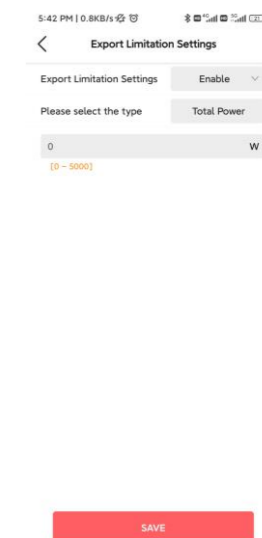 5:42 PM | 0.8KB/s
Export Limitation Settings
Export Limitation Settings Enable
Please select the type Total Power
0 W
[0 ~ 5000]
SAVE